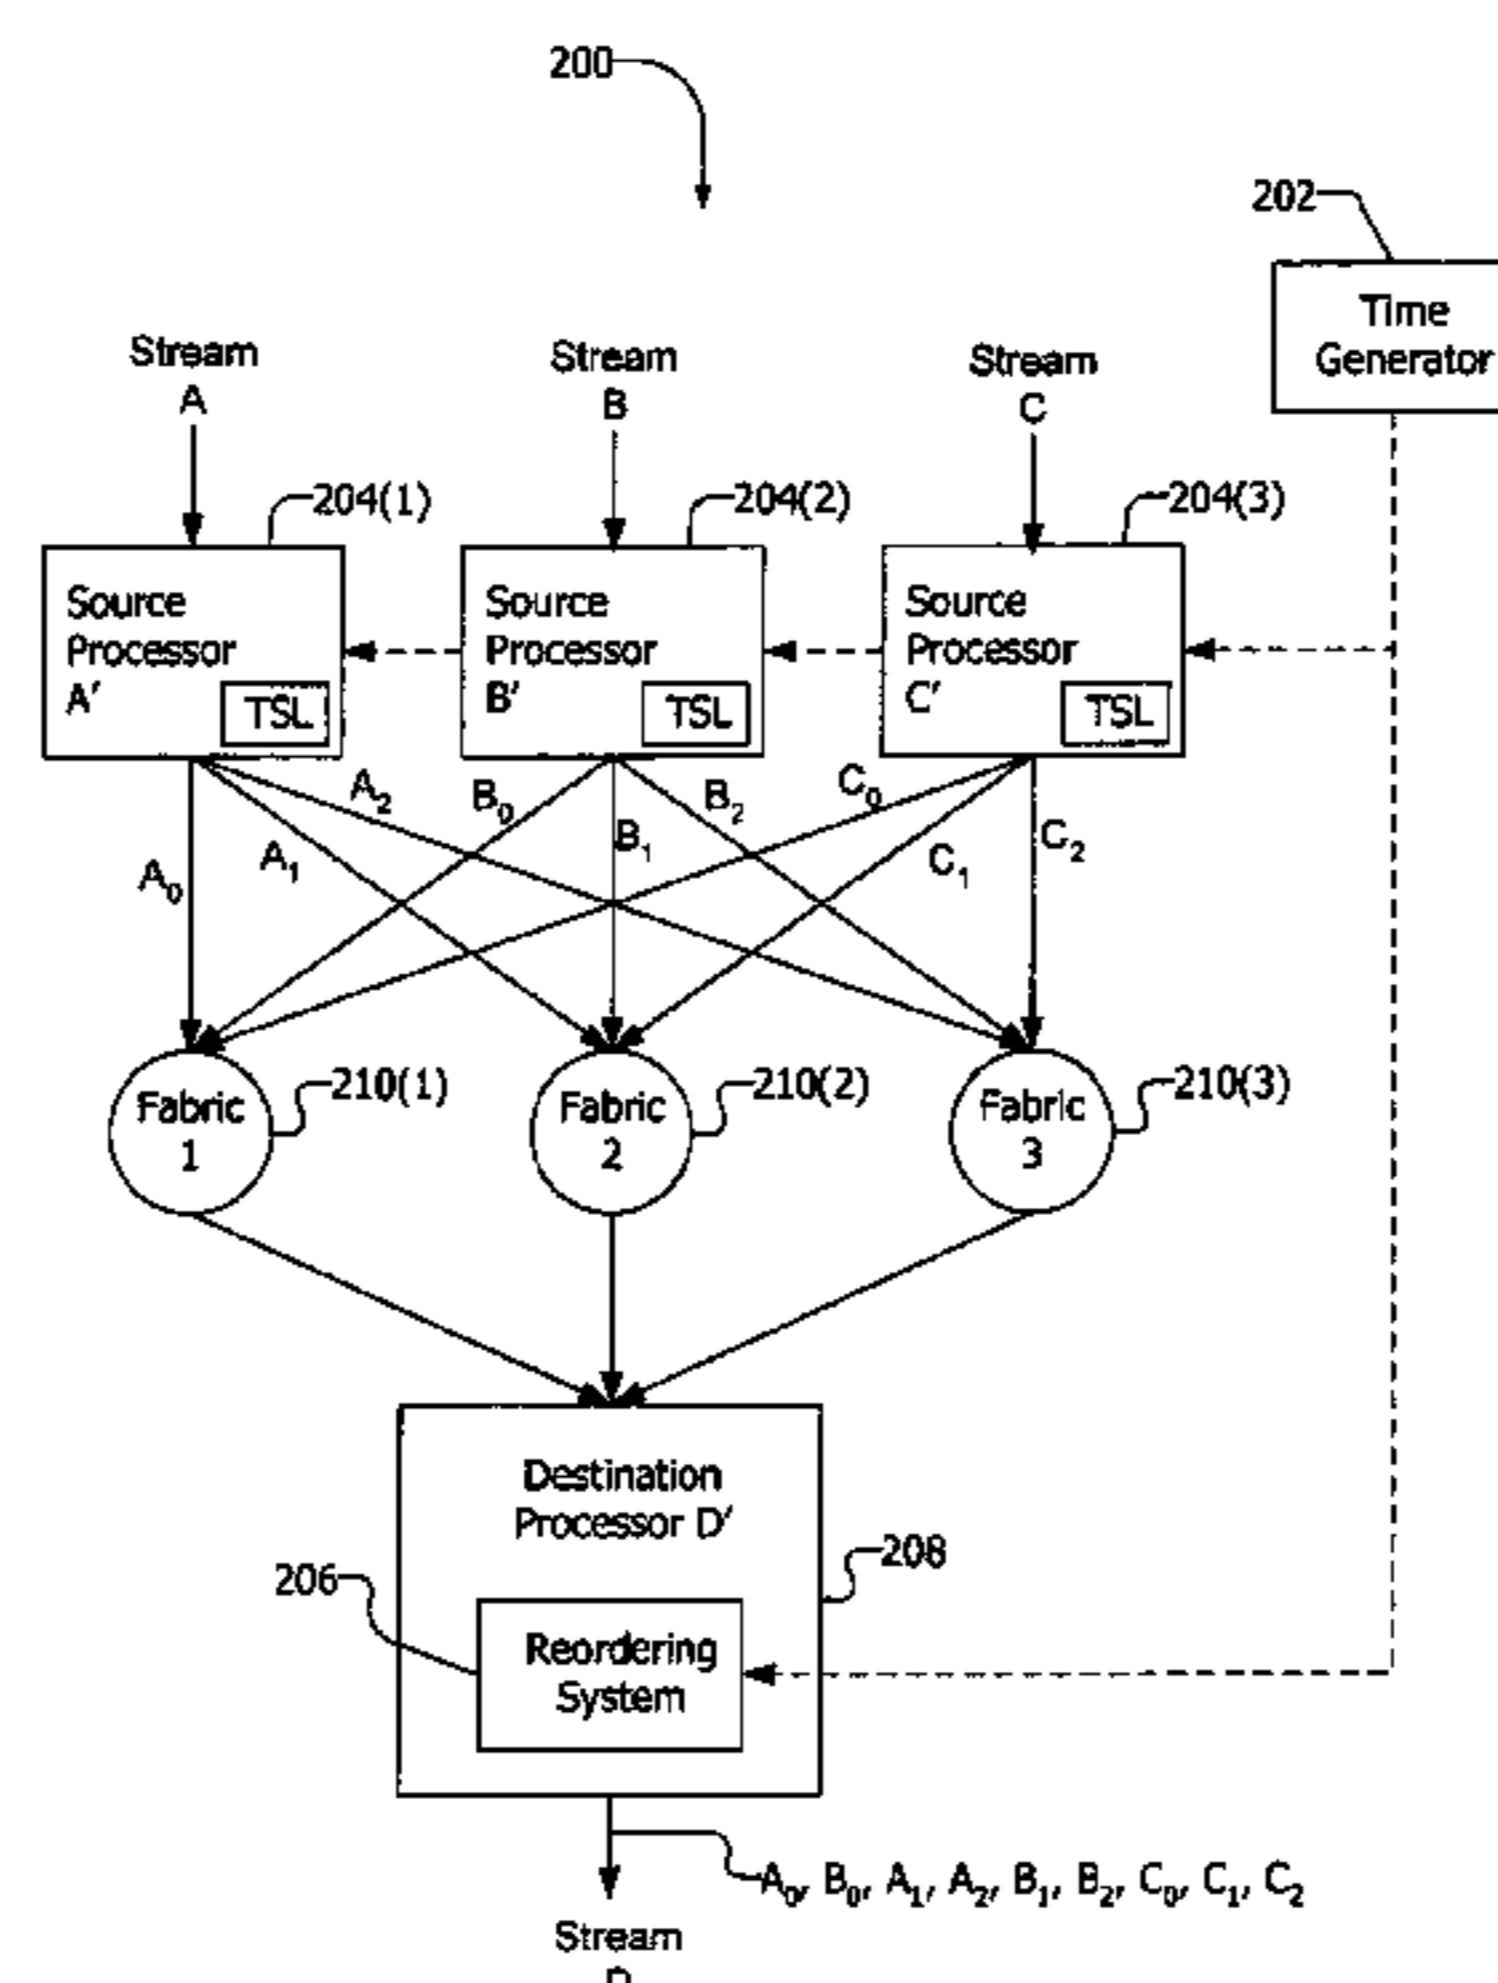 200
202
Time
Generator
Stream
A
Stream
B
Stream
C
204(1)
204(2)
204(3)
Source
Processor
A'
TSL
Source
Processor
B'
TSL
Source
Processor
C'
TSL
A₀
A₁
A₂
B₀
B₁
B₂
C₀
C₁
C₂
Fabric
1
210(1)
Fabric
2
210(2)
Fabric
3
210(3)
Destination
Processor D'
208
206
Reordering
System
A₀, B₀, A₁, A₂, B₁, B₂, C₀, C₁, C₂
Stream